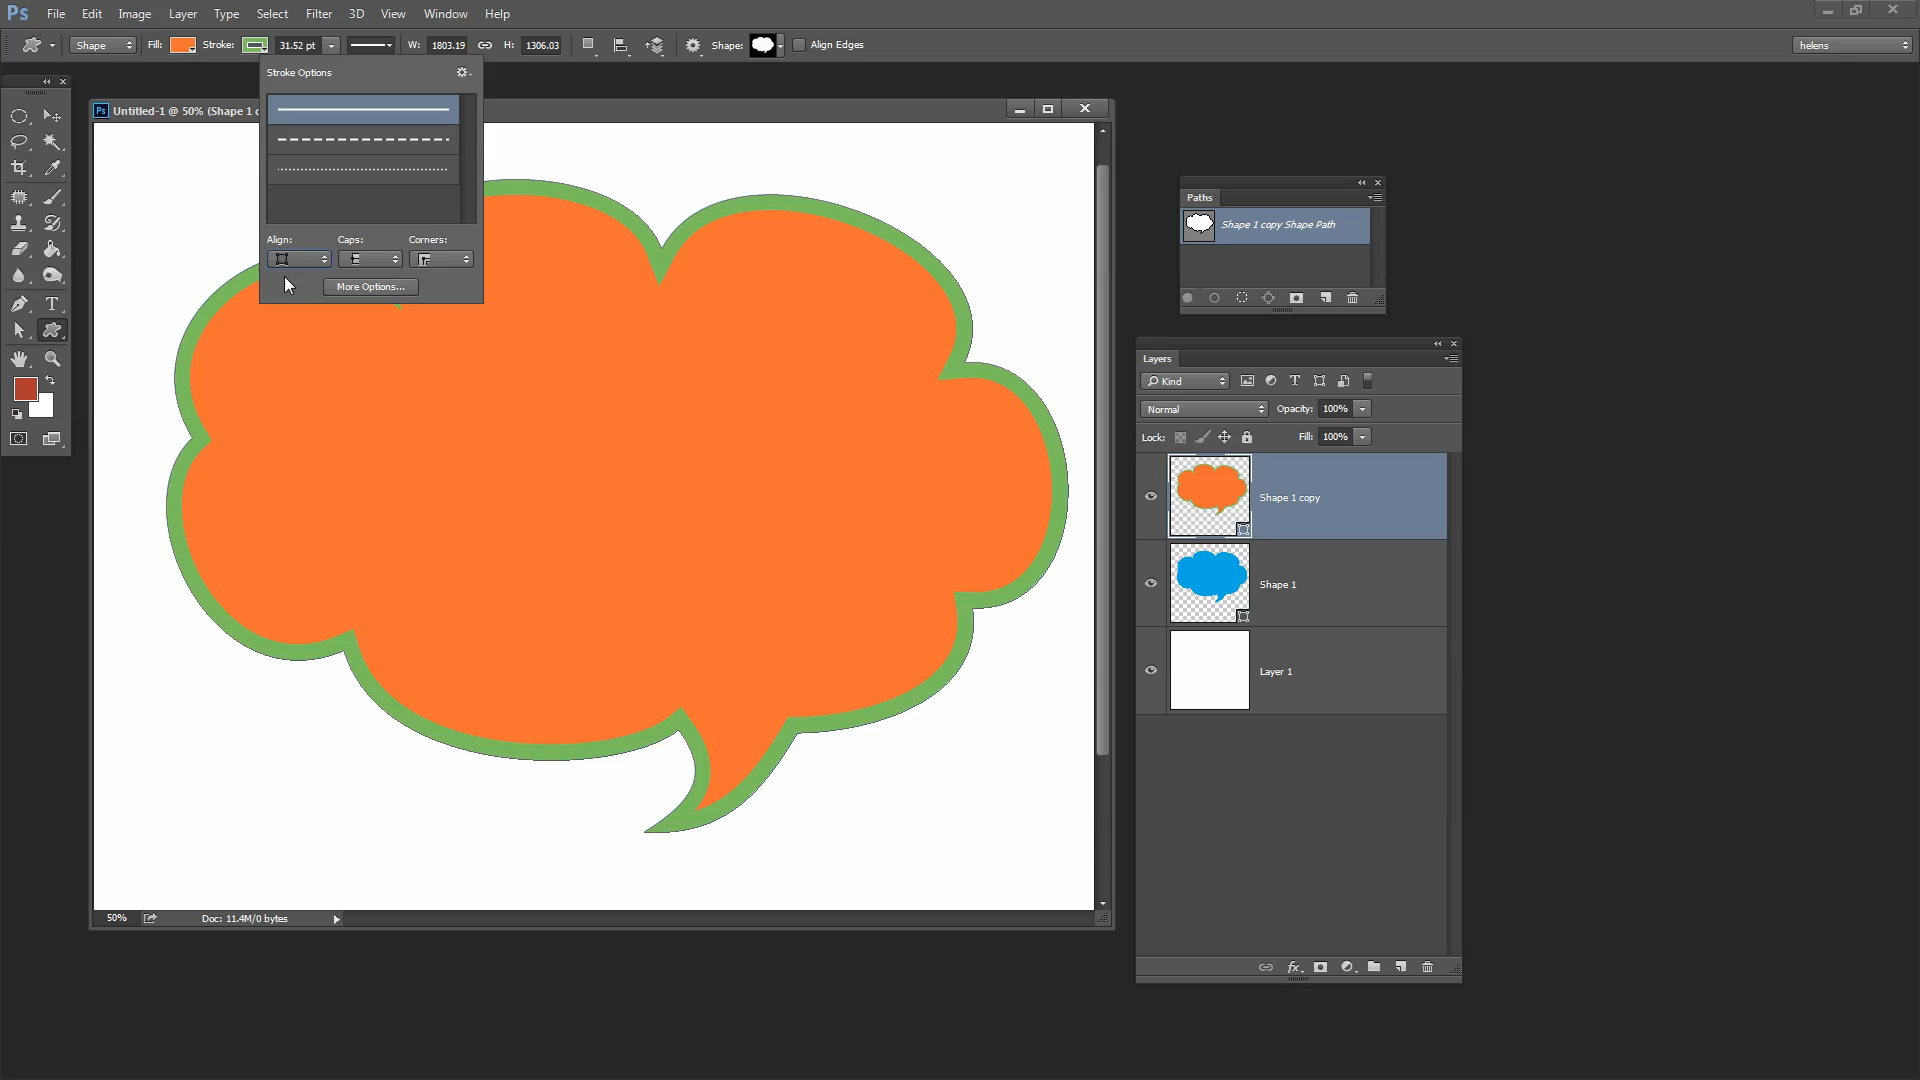 Ps File Edit Image Layer Type Select Filter 3D View Window Help
Shape Fill: Stroke: 31.52 pt W: 1803.19 H: 1306.03 Shape: Align Edges helens
Stroke Options
Ps Untitled-1 @ 50% (Shape 1 c
Align: Caps: Corners:
More Options...
Paths
Shape 1 copy Shape Path
Layers
Kind
Normal Opacity: 100%
Lock: Fill: 100%
Shape 1 copy
Shape 1
Layer 1
50% Doc: 11.4M/0 bytes